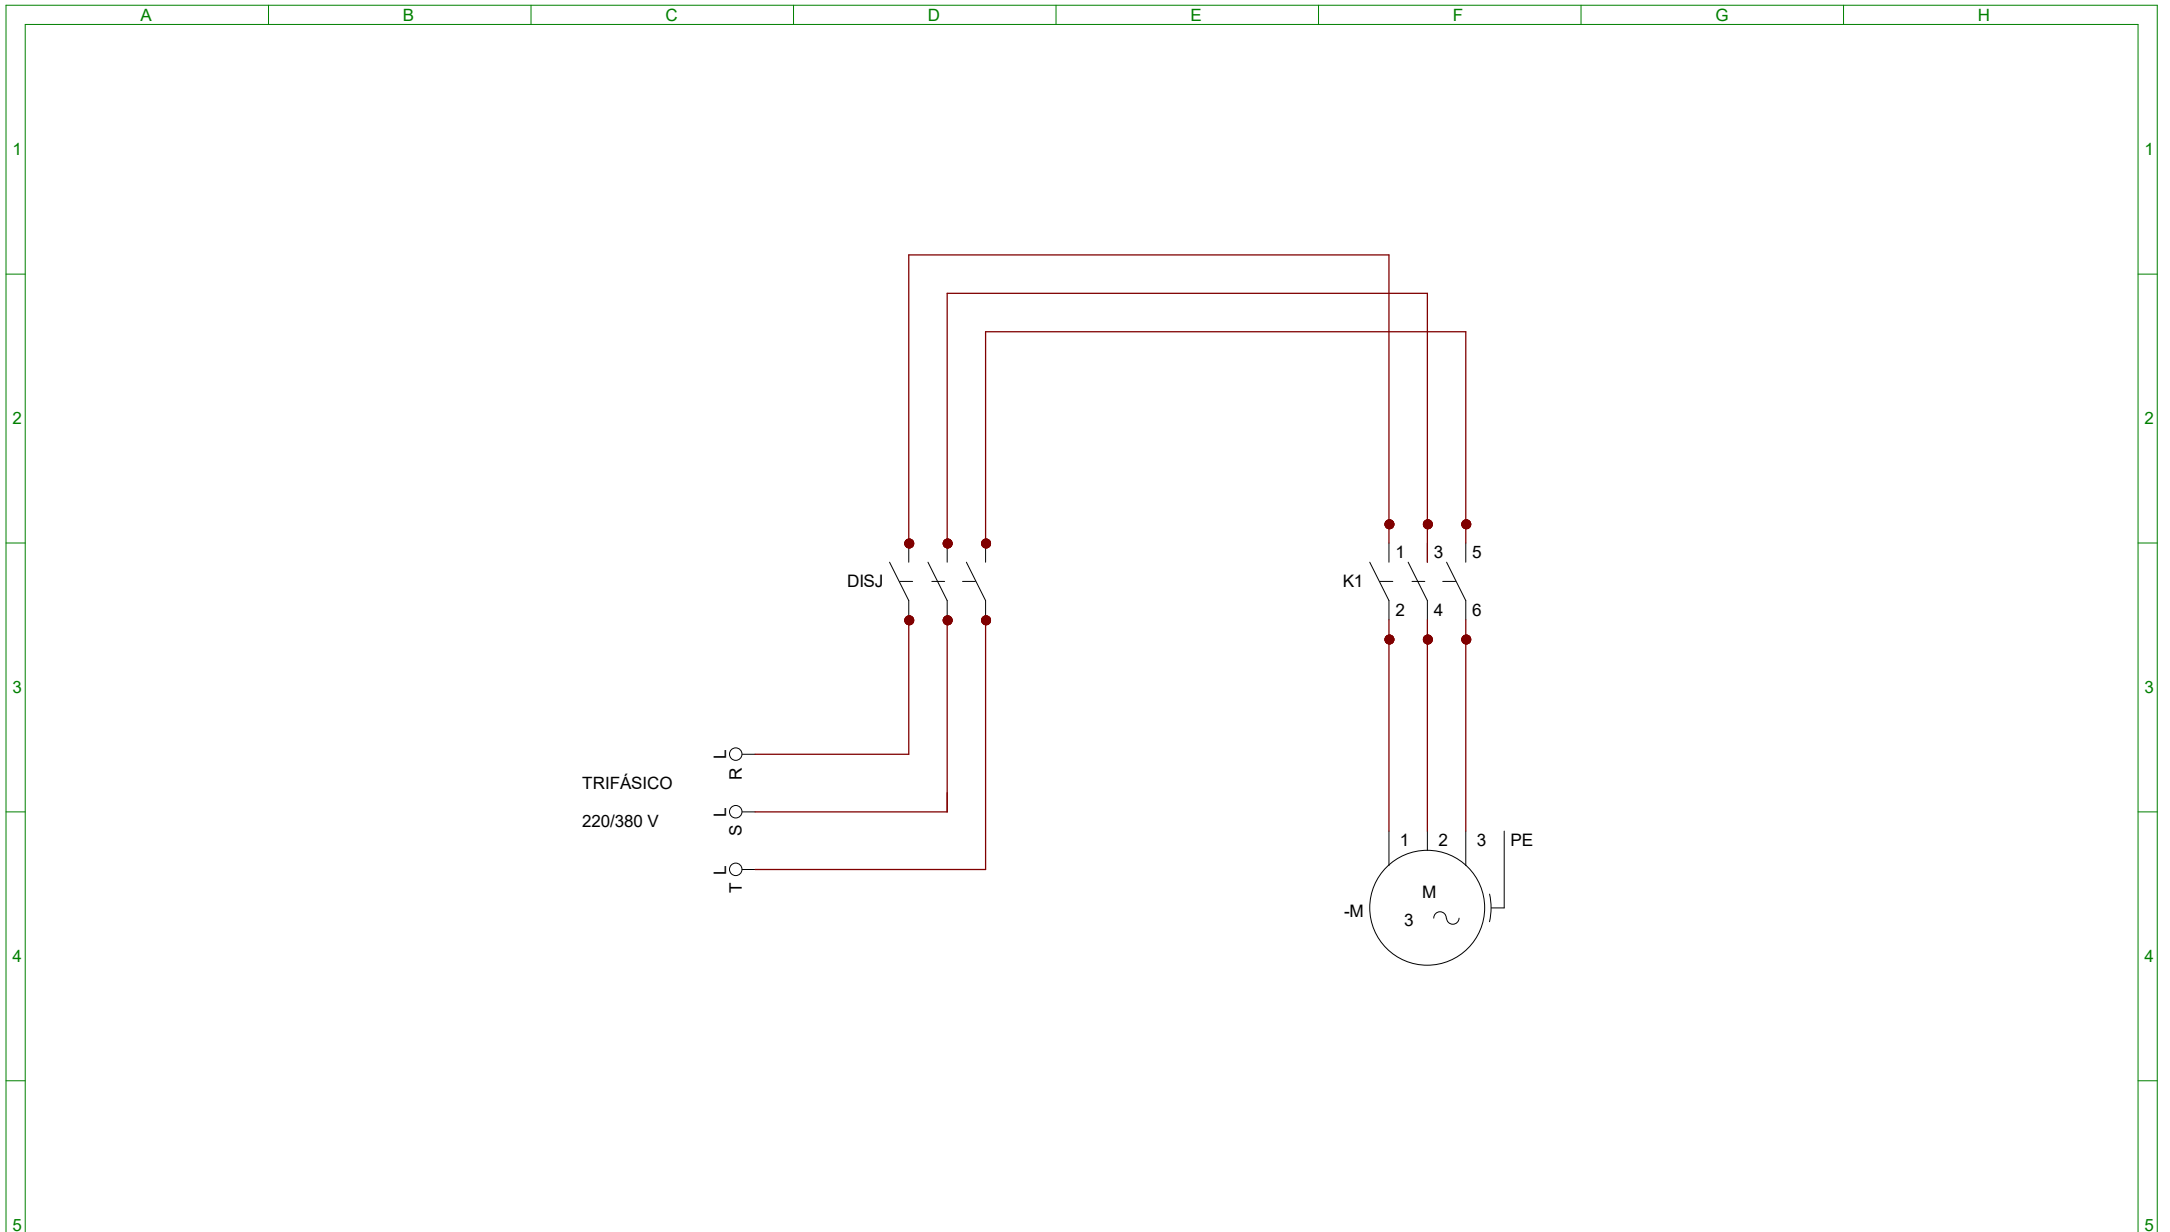 A B C D E F G H
1 1
2 2
DISJ
K1 1 3 5
2 4 6
3 3
TRIFÁSICO
220/380 V
L R
L S
L T
1 2 3 PE
M
-M 3
4 4
5 5